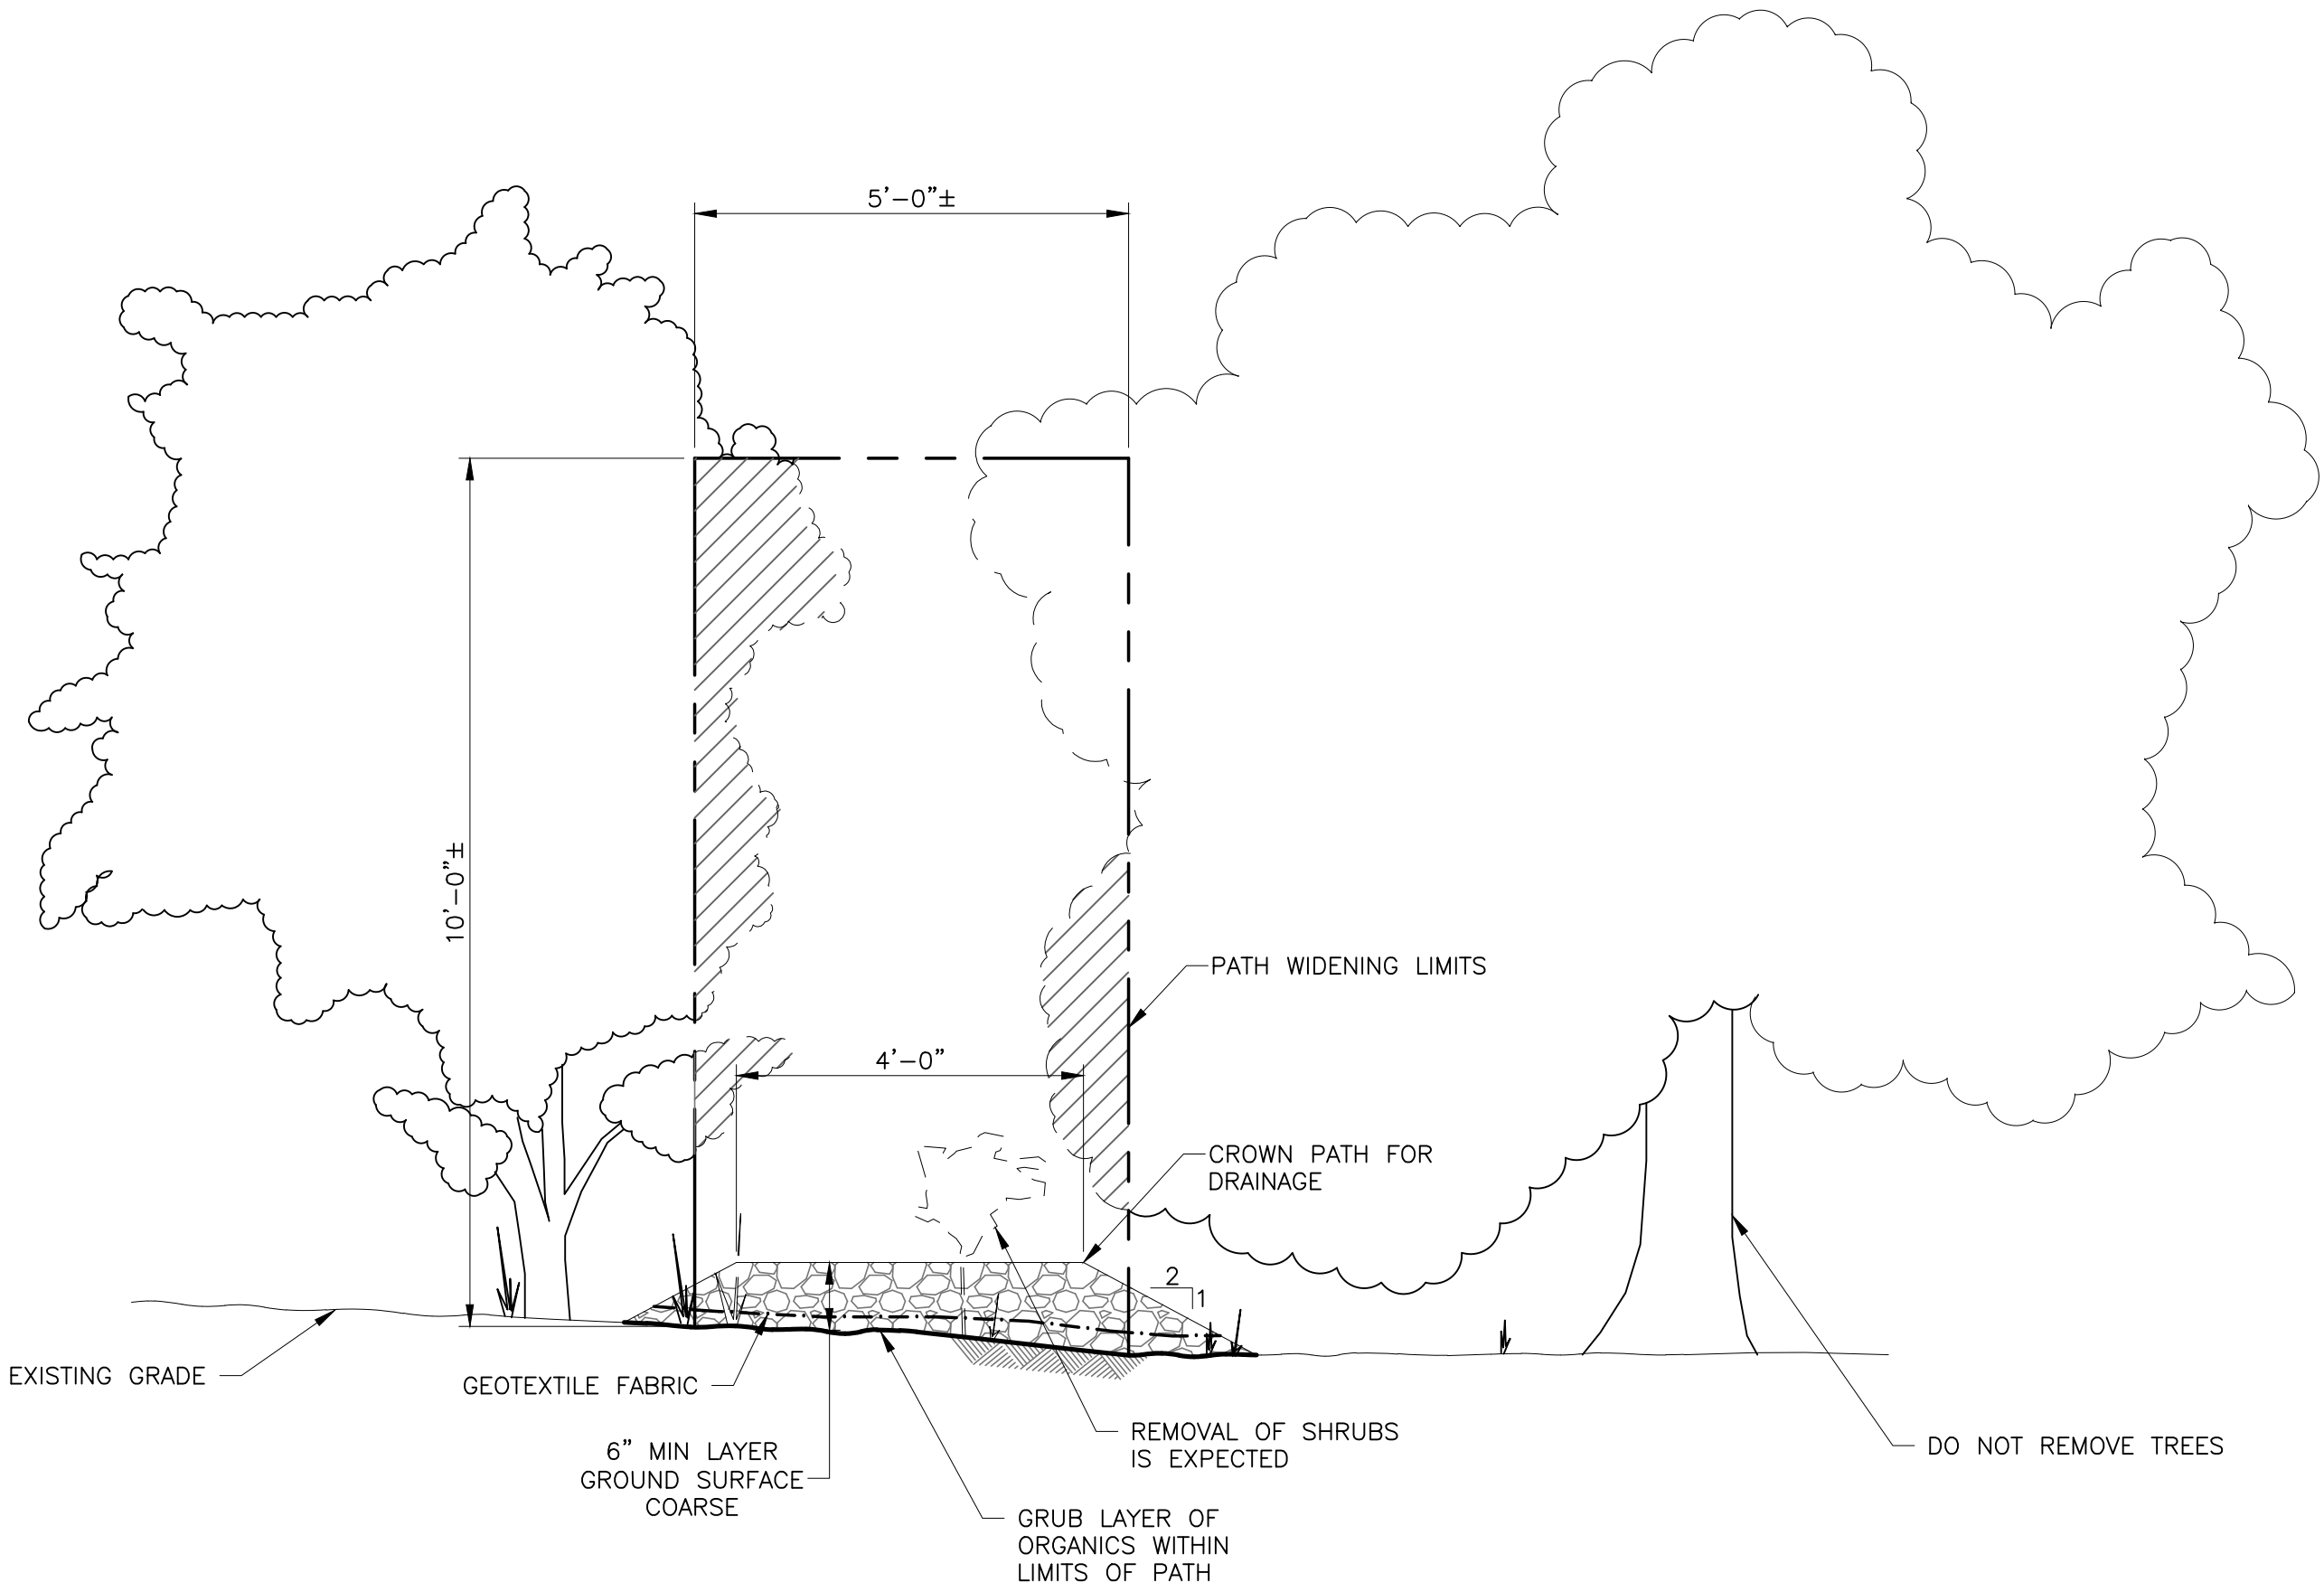 5'-0"±
10'-0"±
PATH WIDENING LIMITS
4'-0"
CROWN PATH FOR
DRAINAGE
2
1
EXISTING GRADE
GEOTEXTILE FABRIC
REMOVAL OF SHRUBS
IS EXPECTED
DO NOT REMOVE TREES
6" MIN LAYER
GROUND SURFACE
COARSE
GRUB LAYER OF
ORGANICS WITHIN
LIMITS OF PATH